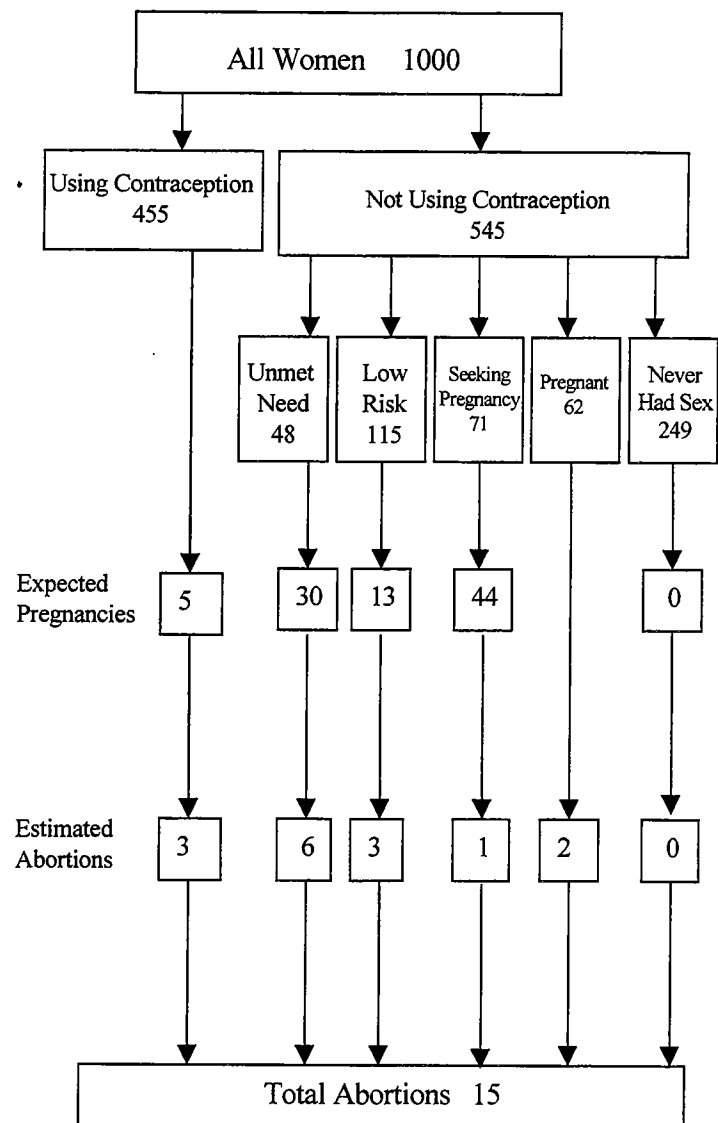 All Women 1000
Using Contraception
455
Not Using Contraception
545
Unmet
Need
48
Low
Risk
115
Seeking
Pregnancy
71
Pregnant
62
Never
Had Sex
249
Expected
Pregnancies
5
30
13
44
0
Estimated
Abortions
3
6
3
1
2
0
Total Abortions 15